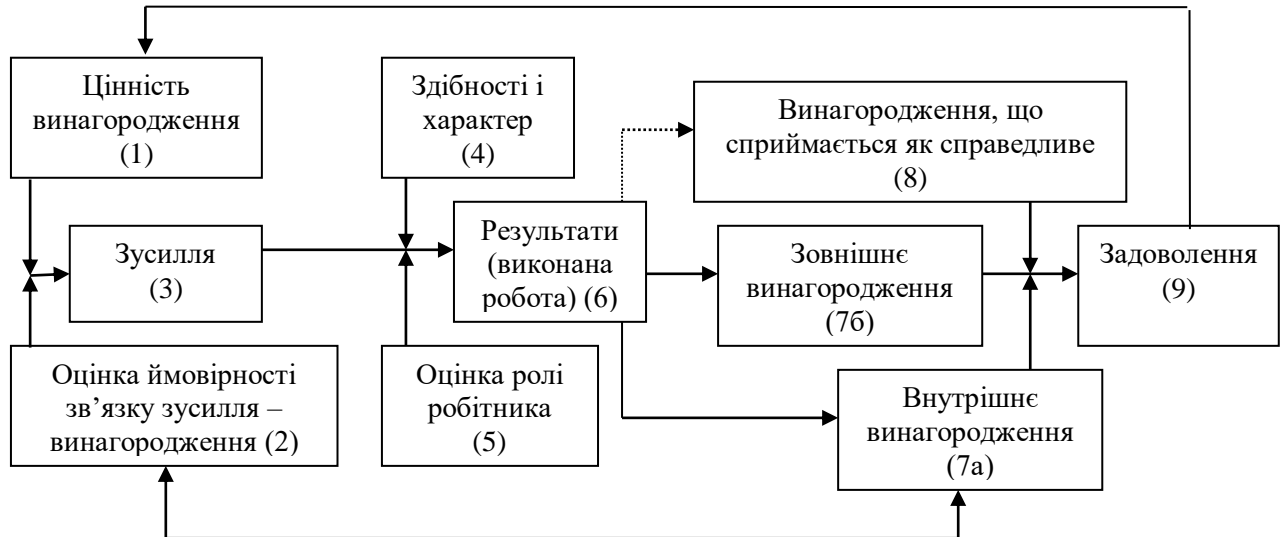 Цінність
винагородження
(1)
Здібності і
характер
(4)
Винагородження, що
сприймається як справедливе
(8)
Зусилля
(3)
Результати
(виконана
робота) (6)
Зовнішнє
винагородження
(7б)
Задоволення
(9)
Оцінка ймовірності
зв’язку зусилля –
винагородження (2)
Оцінка ролі
робітника
(5)
Внутрішнє
винагородження
(7а)